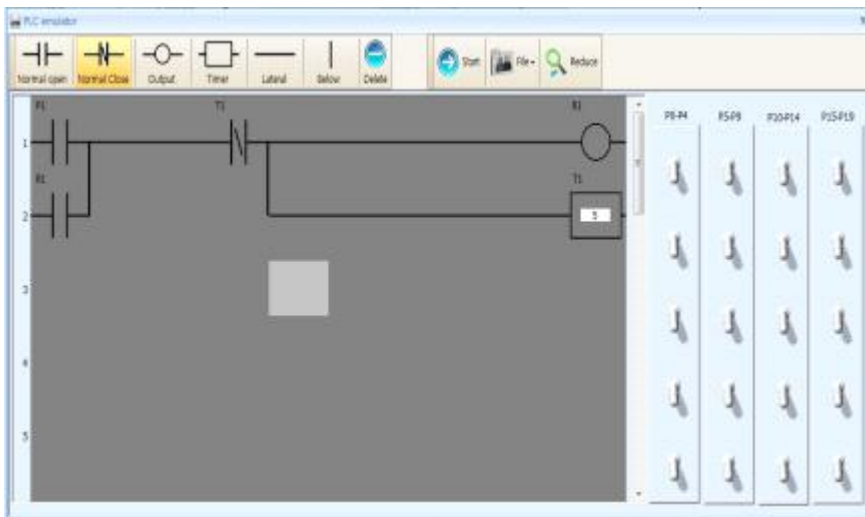 PLC emulator
Normal open Normal Close Output Timer Lateral Below Delete Start File Reduce
P1 T1 R1
1
R1 T1
2 5
3
4
5
P0-P4 P5-P9 P10-P14 P15-P19